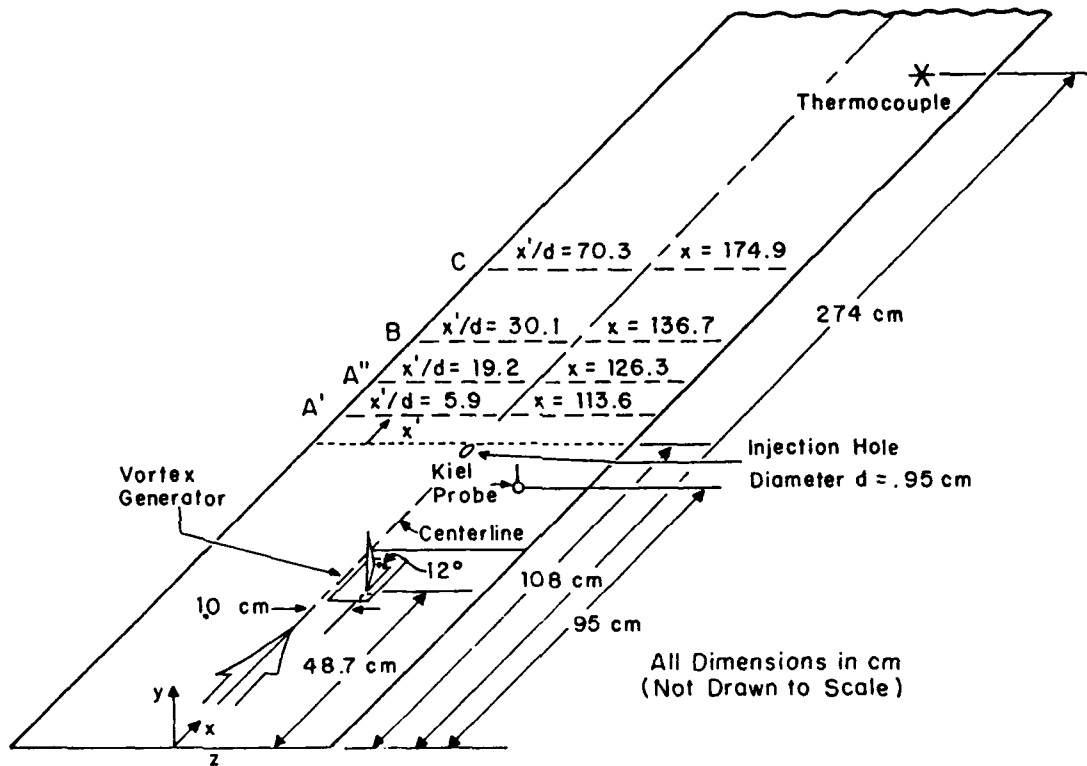 Thermocouple
C x'/d = 70.3 x = 174.9
274 cm
B x'/d = 30.1 x = 136.7
A" x'/d = 19.2 x = 126.3
A' x'/d = 5.9 x = 113.6
x'
Injection Hole
Diameter d = .95 cm
Kiel
Probe
Vortex
Generator
Centerline
12°
108 cm
1.0 cm
95 cm
48.7 cm
All Dimensions in cm
(Not Drawn to Scale)
y
x
z